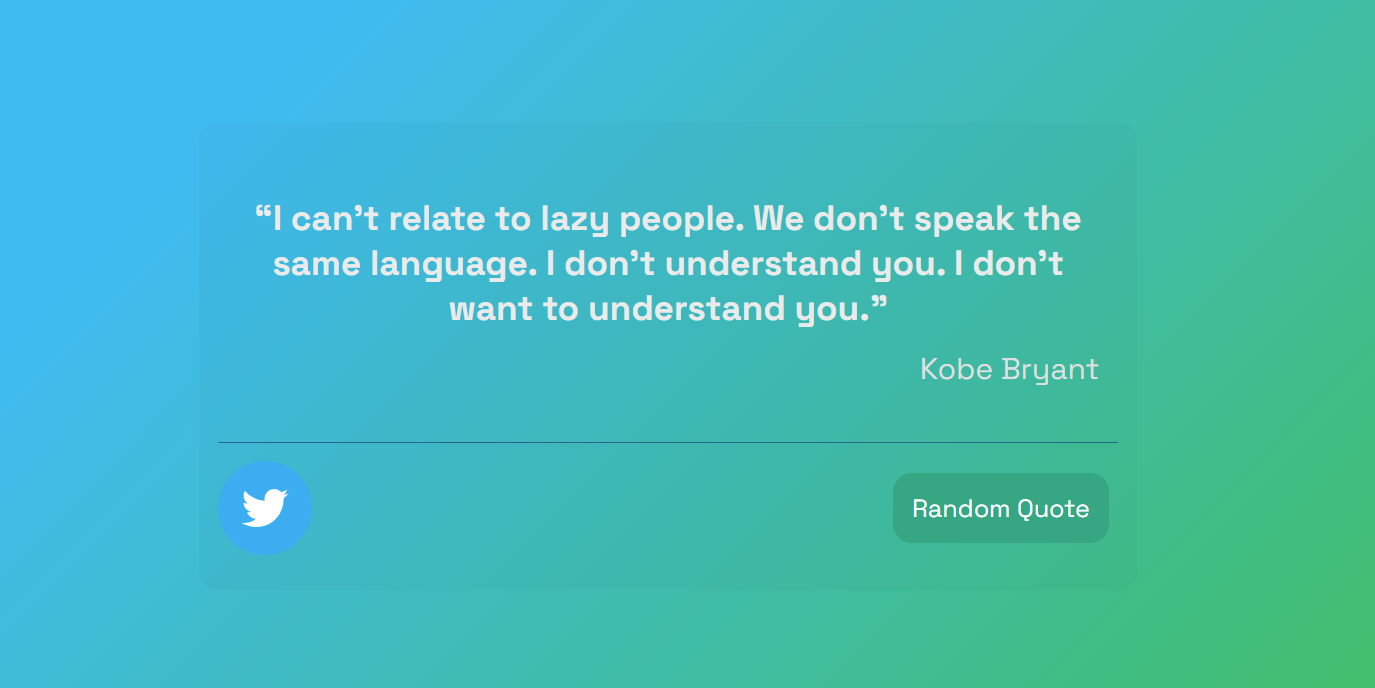 “I can’t relate to lazy people. We don’t speak the
same language. I don’t understand you. I don’t
want to understand you.”
Kobe Bryant
Random Quote